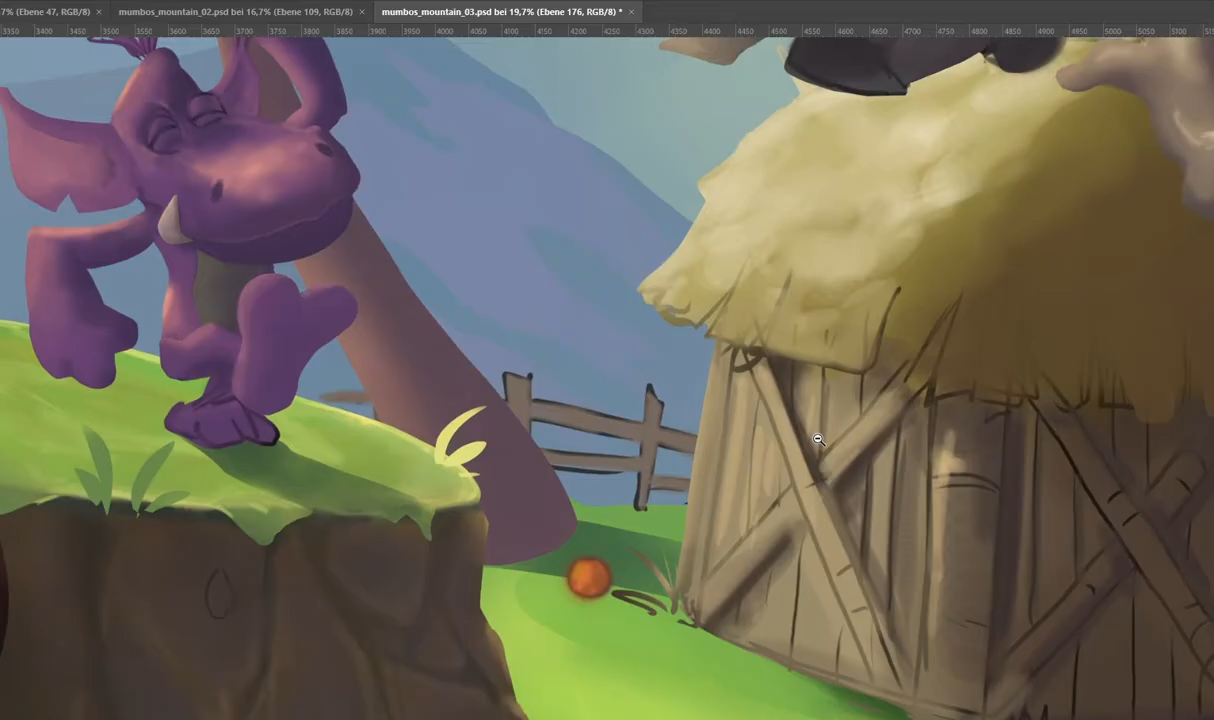 7% (Ebene 47, RGB/8) × mumbos_mountain_02.psd bei 16,7% (Ebene 109, RGB/8) × mumbos_mountain_03.psd bei 19,7% (Ebene 176, RGB/8) * ×
3350 3400 3450 3500 3550 3600 3650 3700 3750 3800 3850 3900 3950 4000 4050 4100 4150 4200 4250 4300 4350 4400 4450 4500 4550 4600 4650 4700 4750 4800 4850 4900 4950 5000 5050 5100